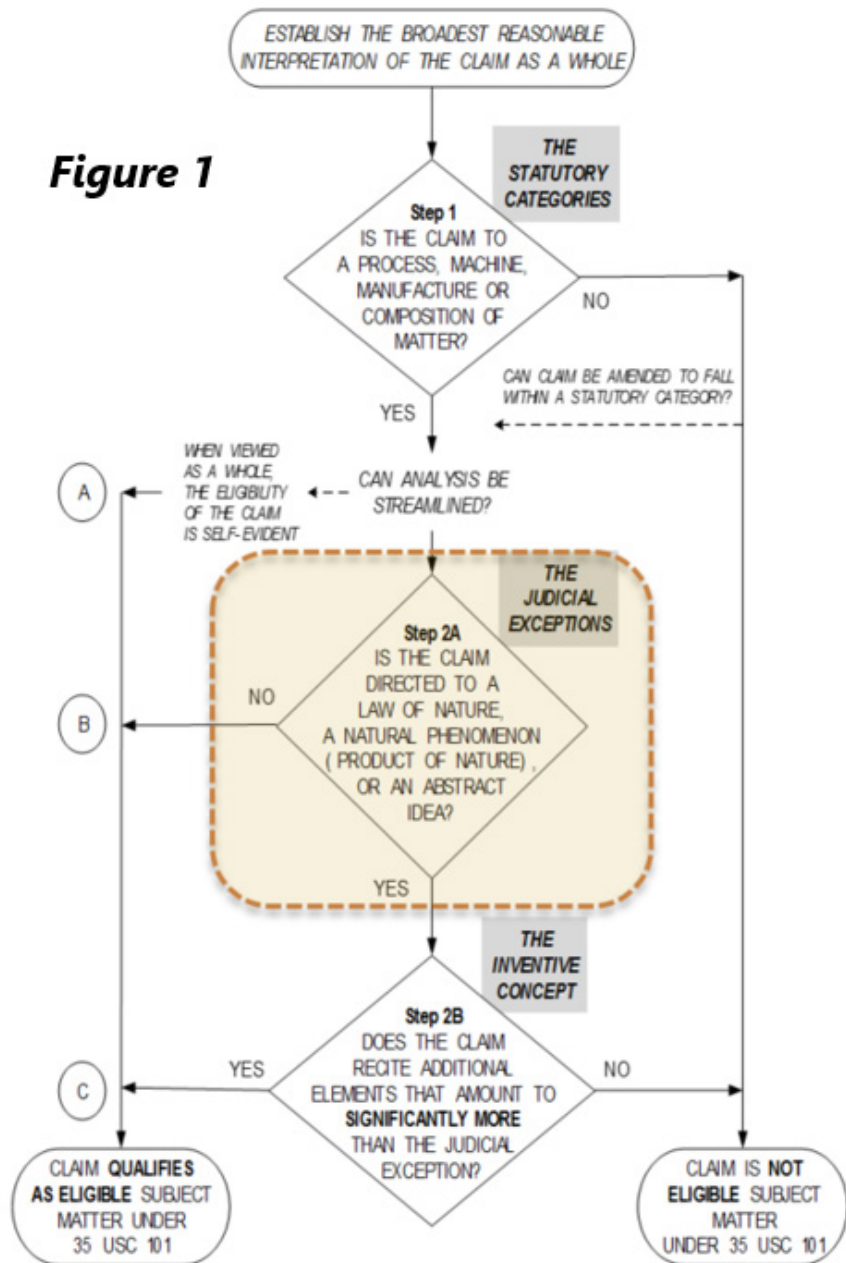 ESTABLISH THE BROADEST REASONABLE
INTERPRETATION OF THE CLAIM AS A WHOLE
Figure 1
THE
STATUTORY
CATEGORIES
Step 1
IS THE CLAIM TO
A PROCESS, MACHINE,
MANUFACTURE OR
COMPOSITION OF
MATTER?
NO
YES
CAN CLAIM BE AMENDED TO FALL
WITHIN A STATUTORY CATEGORY?
A
WHEN VIEWED
AS A WHOLE,
THE ELIGIBILITY
OF THE CLAIM
IS SELF-EVIDENT
CAN ANALYSIS BE
STREAMLINED?
THE
JUDICIAL
EXCEPTIONS
Step 2A
IS THE CLAIM
DIRECTED TO A
LAW OF NATURE,
A NATURAL PHENOMENON
( PRODUCT OF NATURE) ,
OR AN ABSTRACT
IDEA?
NO
B
YES
THE
INVENTIVE
CONCEPT
Step 2B
DOES THE CLAIM
RECITE ADDITIONAL
ELEMENTS THAT AMOUNT TO
SIGNIFICANTLY MORE
THAN THE JUDICIAL
EXCEPTION?
YES
NO
C
CLAIM QUALIFIES
AS ELIGIBLE SUBJECT
MATTER UNDER
35 USC 101
CLAIM IS NOT
ELIGIBLE SUBJECT
MATTER
UNDER 35 USC 101